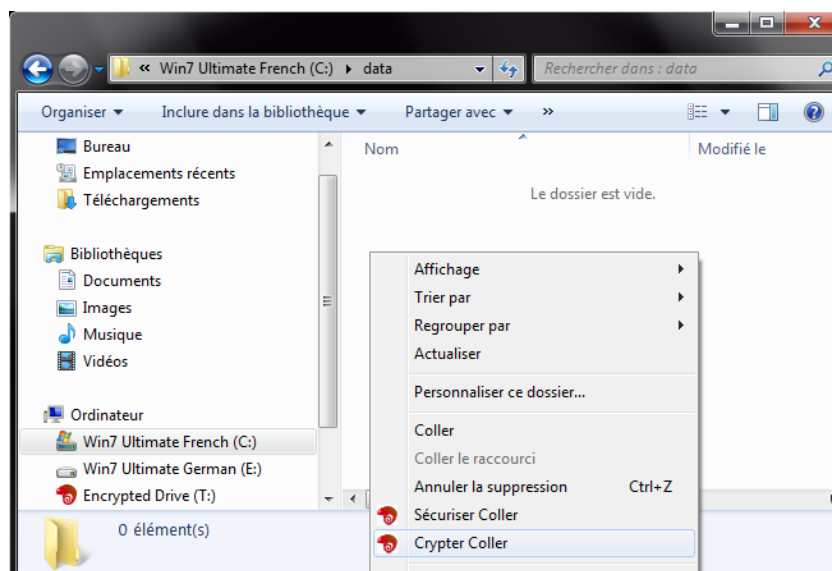 « Win7 Ultimate French (C:) data
Rechercher dans : data
Organiser Inclure dans la bibliothèque Partager avec »
Bureau
Emplacements récents
Téléchargements
Bibliothèques
Documents
Images
Musique
Vidéos
Ordinateur
Win7 Ultimate French (C:)
Win7 Ultimate German (E:)
Encrypted Drive (T:)
Nom Modifié le
Le dossier est vide.
Affichage
Trier par
Regrouper par
Actualiser
Personnaliser ce dossier...
Coller
Coller le raccourci
Annuler la suppression Ctrl+Z
Sécuriser Coller
Crypter Coller
0 élément(s)